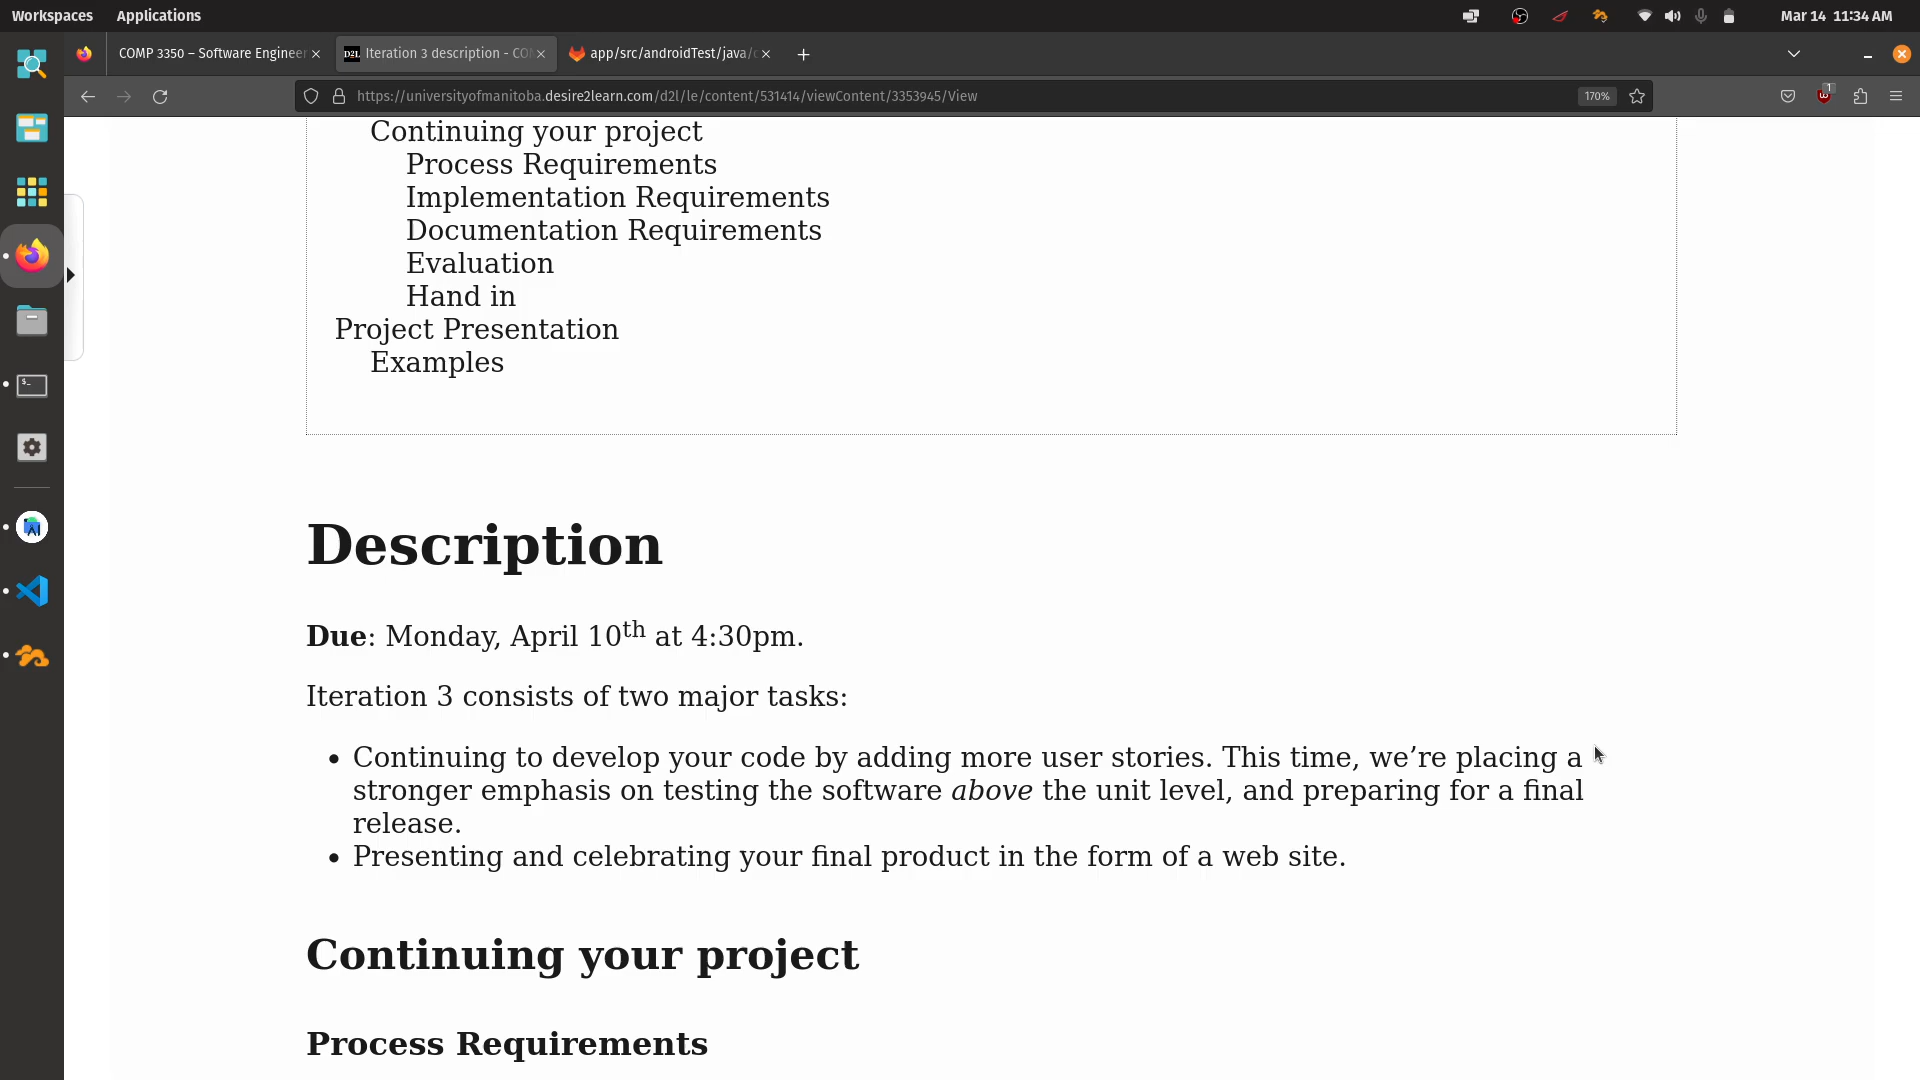 Workspaces Applications Mar 14 11:34 AM
COMP 3350 – Software Engineer Iteration 3 description - CO app/src/androidTest/java/
https://universityofmanitoba.desire2learn.com/d2l/le/content/531414/viewContent/3353945/View 170% 1
Continuing your project
Process Requirements
Implementation Requirements
Documentation Requirements
Evaluation
Hand in
Project Presentation
Examples
Description
Due: Monday, April 10th at 4:30pm.
Iteration 3 consists of two major tasks:
• Continuing to develop your code by adding more user stories. This time, we’re placing a
stronger emphasis on testing the software above the unit level, and preparing for a final
release.
• Presenting and celebrating your final product in the form of a web site.
Continuing your project
Process Requirements